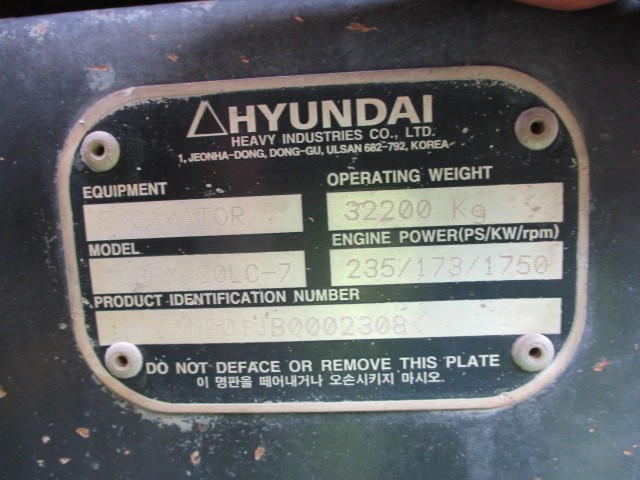 HYUNDAI
HEAVY INDUSTRIES CO., LTD.
1, JEONHA-DONG, DONG-GU, ULSAN 682-792, KOREA
EQUIPMENT
OPERATING WEIGHT
32200 Kg
MODEL
ENGINE POWER(PS/KW/rpm)
235/173/1750
PRODUCT IDENTIFICATION NUMBER
DO NOT DEFACE OR REMOVE THIS PLATE
이 명판을 떼어내거나 오손시키지 마시오.